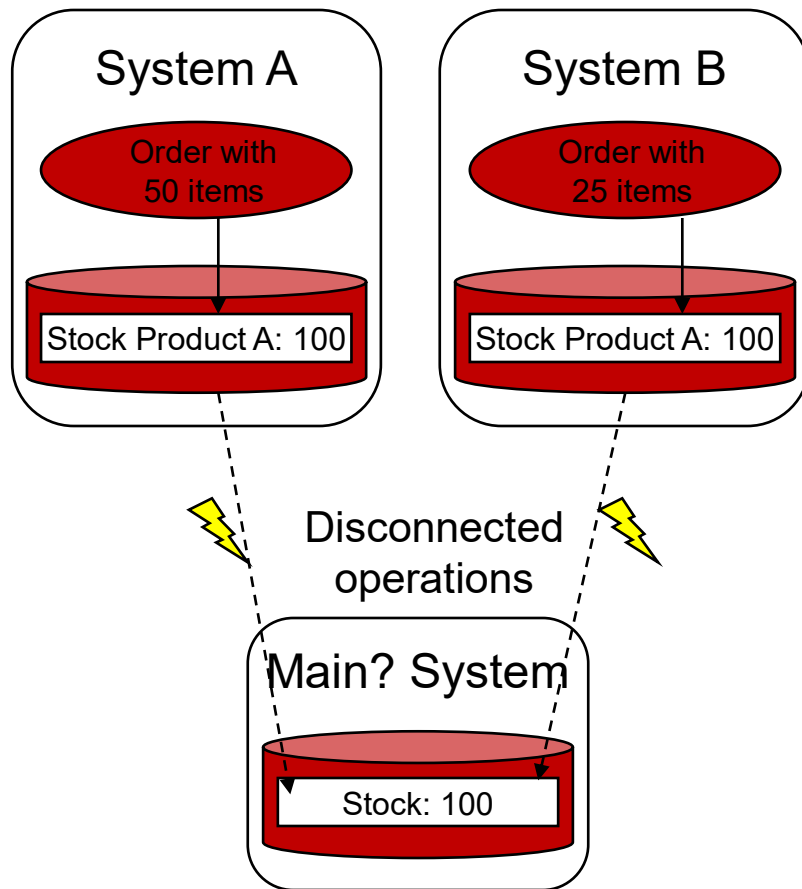 System A
Order with
50 items
Stock Product A: 100
System B
Order with
25 items
Stock Product A: 100
Disconnected
operations
Main? System
Stock: 100